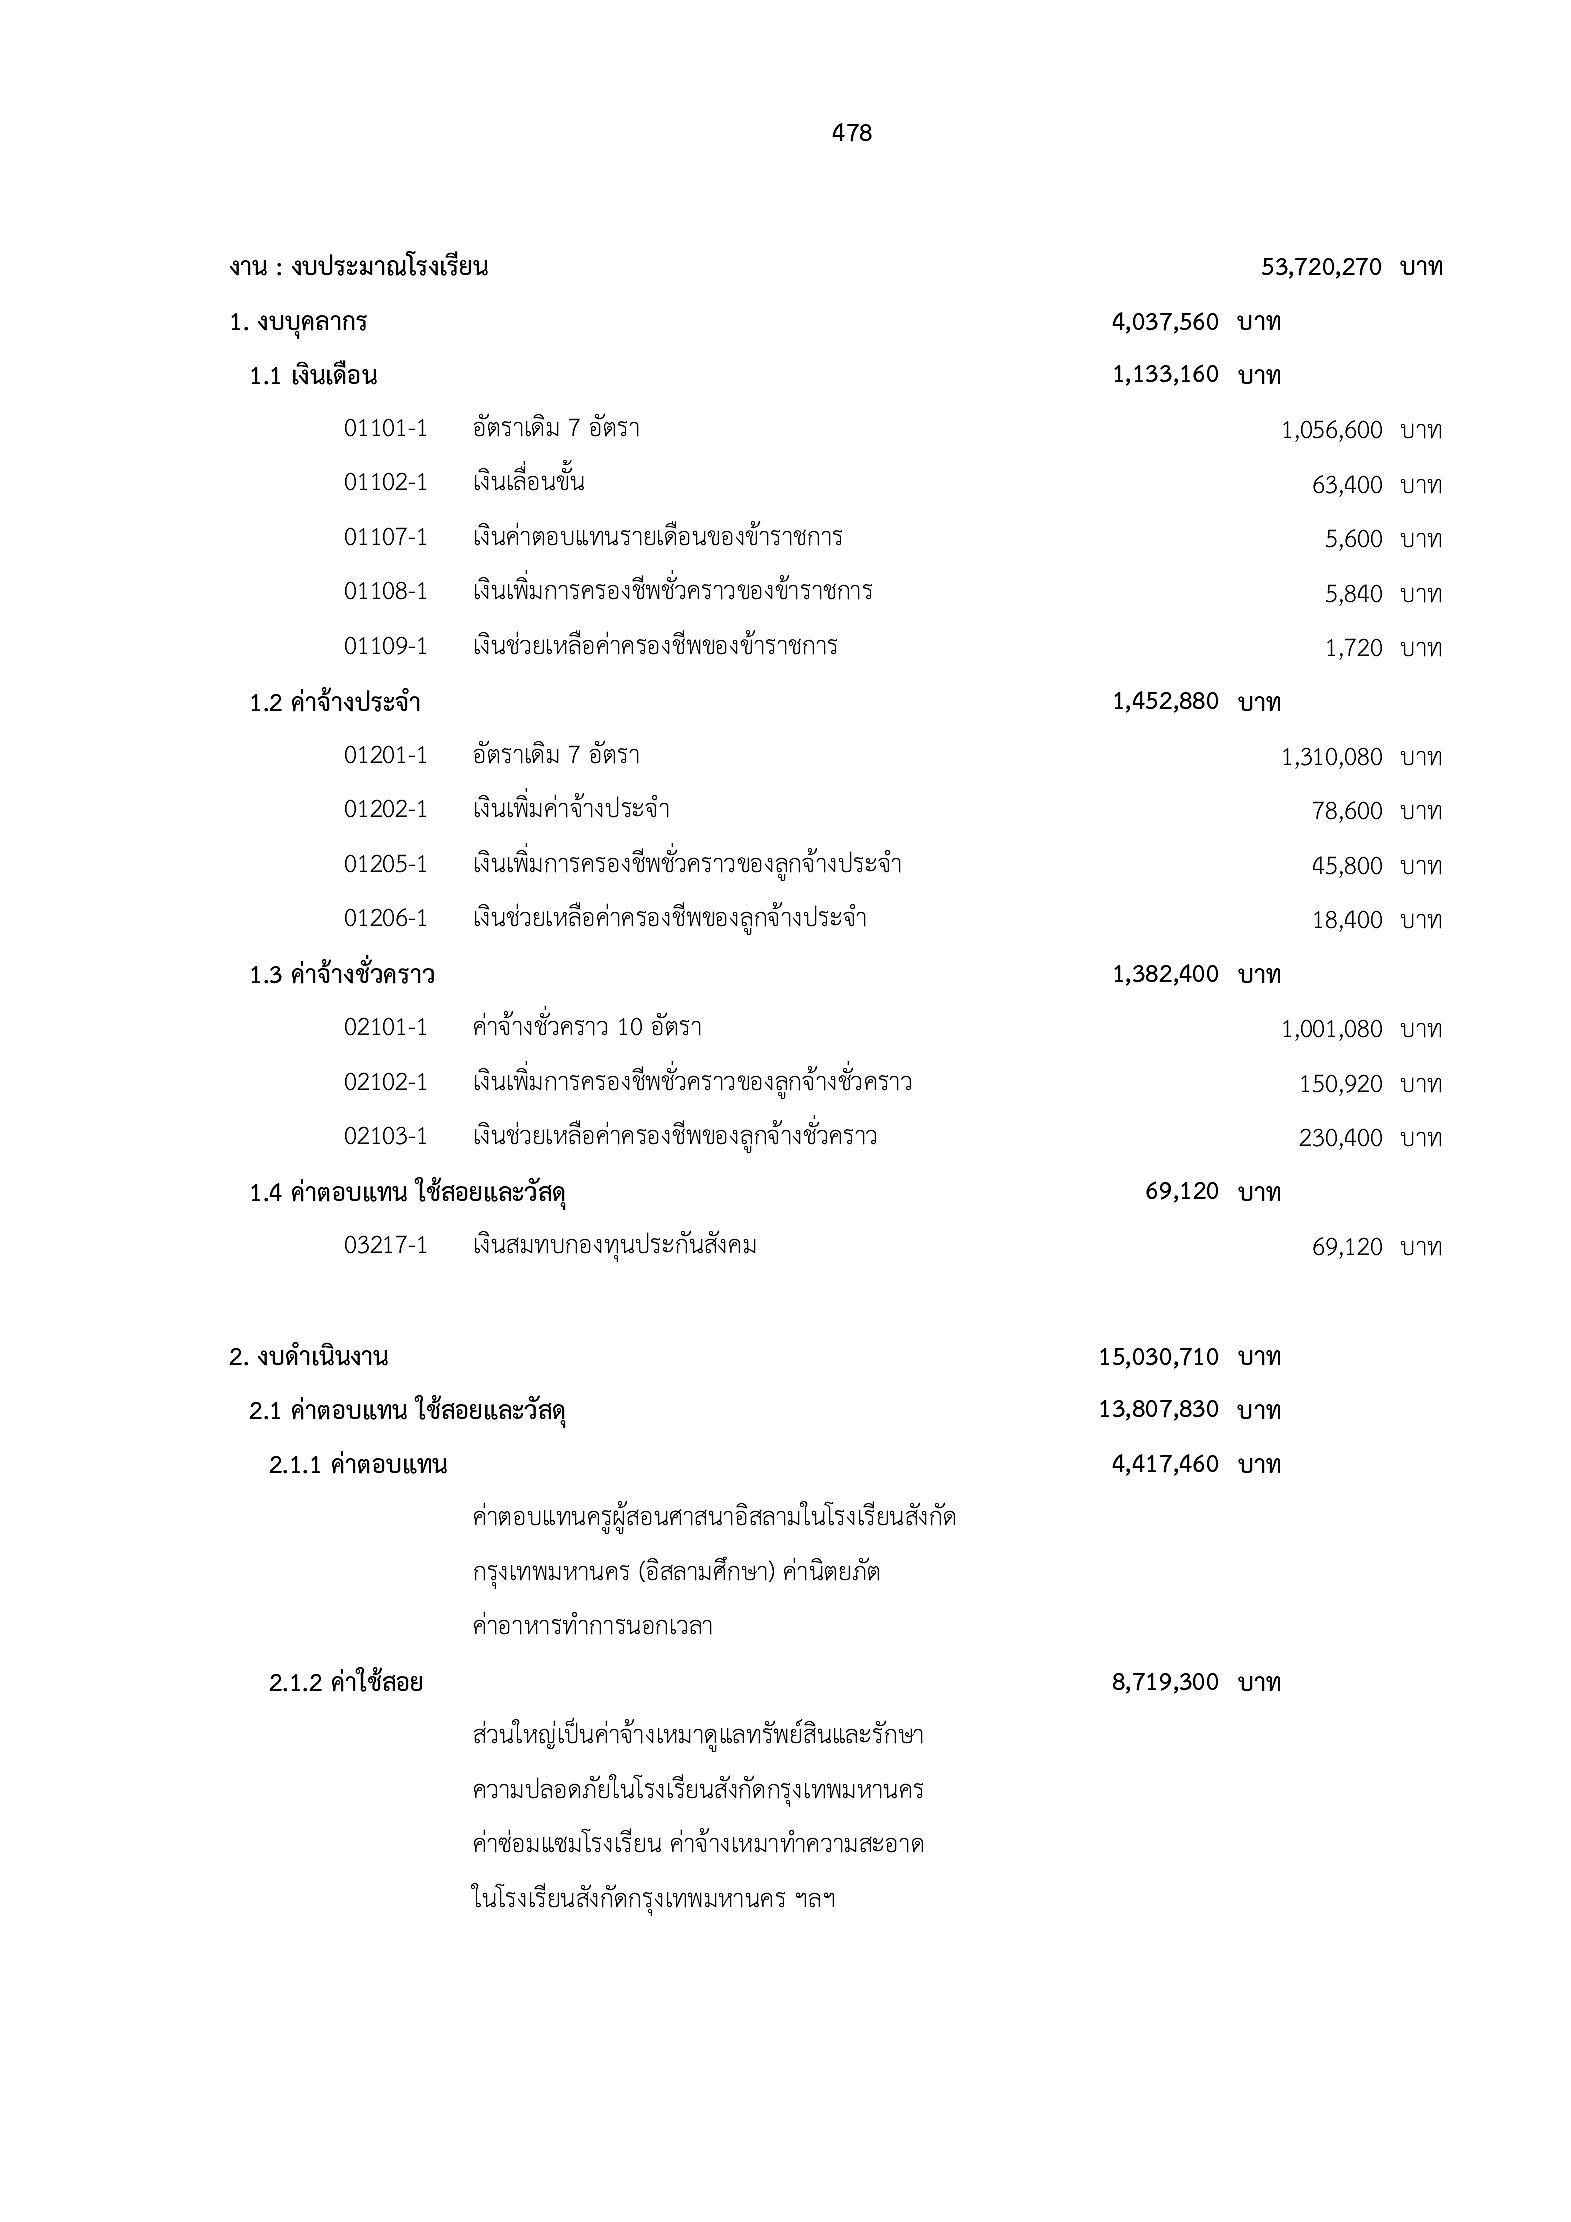 478
งาน : งบประมาณโรงเรียน 53,720,270 บาท
1. งบบุคลากร 4,037,560 บาท
1.1 เงินเดือน 1,133,160 บาท
01101-1 อัตราเดิม 7 อัตรา 1,056,600 บาท
01102-1 เงินเลื่อนขั้น 63,400 บาท
01107-1 เงินค่าตอบแทนรายเดือนของข้าราชการ 5,600 บาท
01108-1 เงินเพิ่มการครองชีพชั่วคราวของข้าราชการ 5,840 บาท
01109-1 เงินช่วยเหลือค่าครองชีพของข้าราชการ 1,720 บาท
1.2 ค่าจ้างประจำ 1,452,880 บาท
01201-1 อัตราเดิม 7 อัตรา 1,310,080 บาท
01202-1 เงินเพิ่มค่าจ้างประจำ 78,600 บาท
01205-1 เงินเพิ่มการครองชีพชั่วคราวของลูกจ้างประจำ 45,800 บาท
01206-1 เงินช่วยเหลือค่าครองชีพของลูกจ้างประจำ 18,400 บาท
1.3 ค่าจ้างชั่วคราว 1,382,400 บาท
02101-1 ค่าจ้างชั่วคราว 10 อัตรา 1,001,080 บาท
02102-1 เงินเพิ่มการครองชีพชั่วคราวของลูกจ้างชั่วคราว 150,920 บาท
02103-1 เงินช่วยเหลือค่าครองชีพของลูกจ้างชั่วคราว 230,400 บาท
1.4 ค่าตอบแทน ใช้สอยและวัสดุ 69,120 บาท
03217-1 เงินสมทบกองทุนประกันสังคม 69,120 บาท
2. งบดำเนินงาน 15,030,710 บาท
2.1 ค่าตอบแทน ใช้สอยและวัสดุ 13,807,830 บาท
2.1.1 ค่าตอบแทน 4,417,460 บาท
ค่าตอบแทนครูผู้สอนศาสนาอิสลามในโรงเรียนสังกัด
กรุงเทพมหานคร (อิสลามศึกษา) ค่านิตยภัต
ค่าอาหารทำการนอกเวลา
2.1.2 ค่าใช้สอย 8,719,300 บาท
ส่วนใหญ่เป็นค่าจ้างเหมาดูแลทรัพย์สินและรักษา
ความปลอดภัยในโรงเรียนสังกัดกรุงเทพมหานคร
ค่าซ่อมแซมโรงเรียน ค่าจ้างเหมาทำความสะอาด
ในโรงเรียนสังกัดกรุงเทพมหานคร ฯลฯ